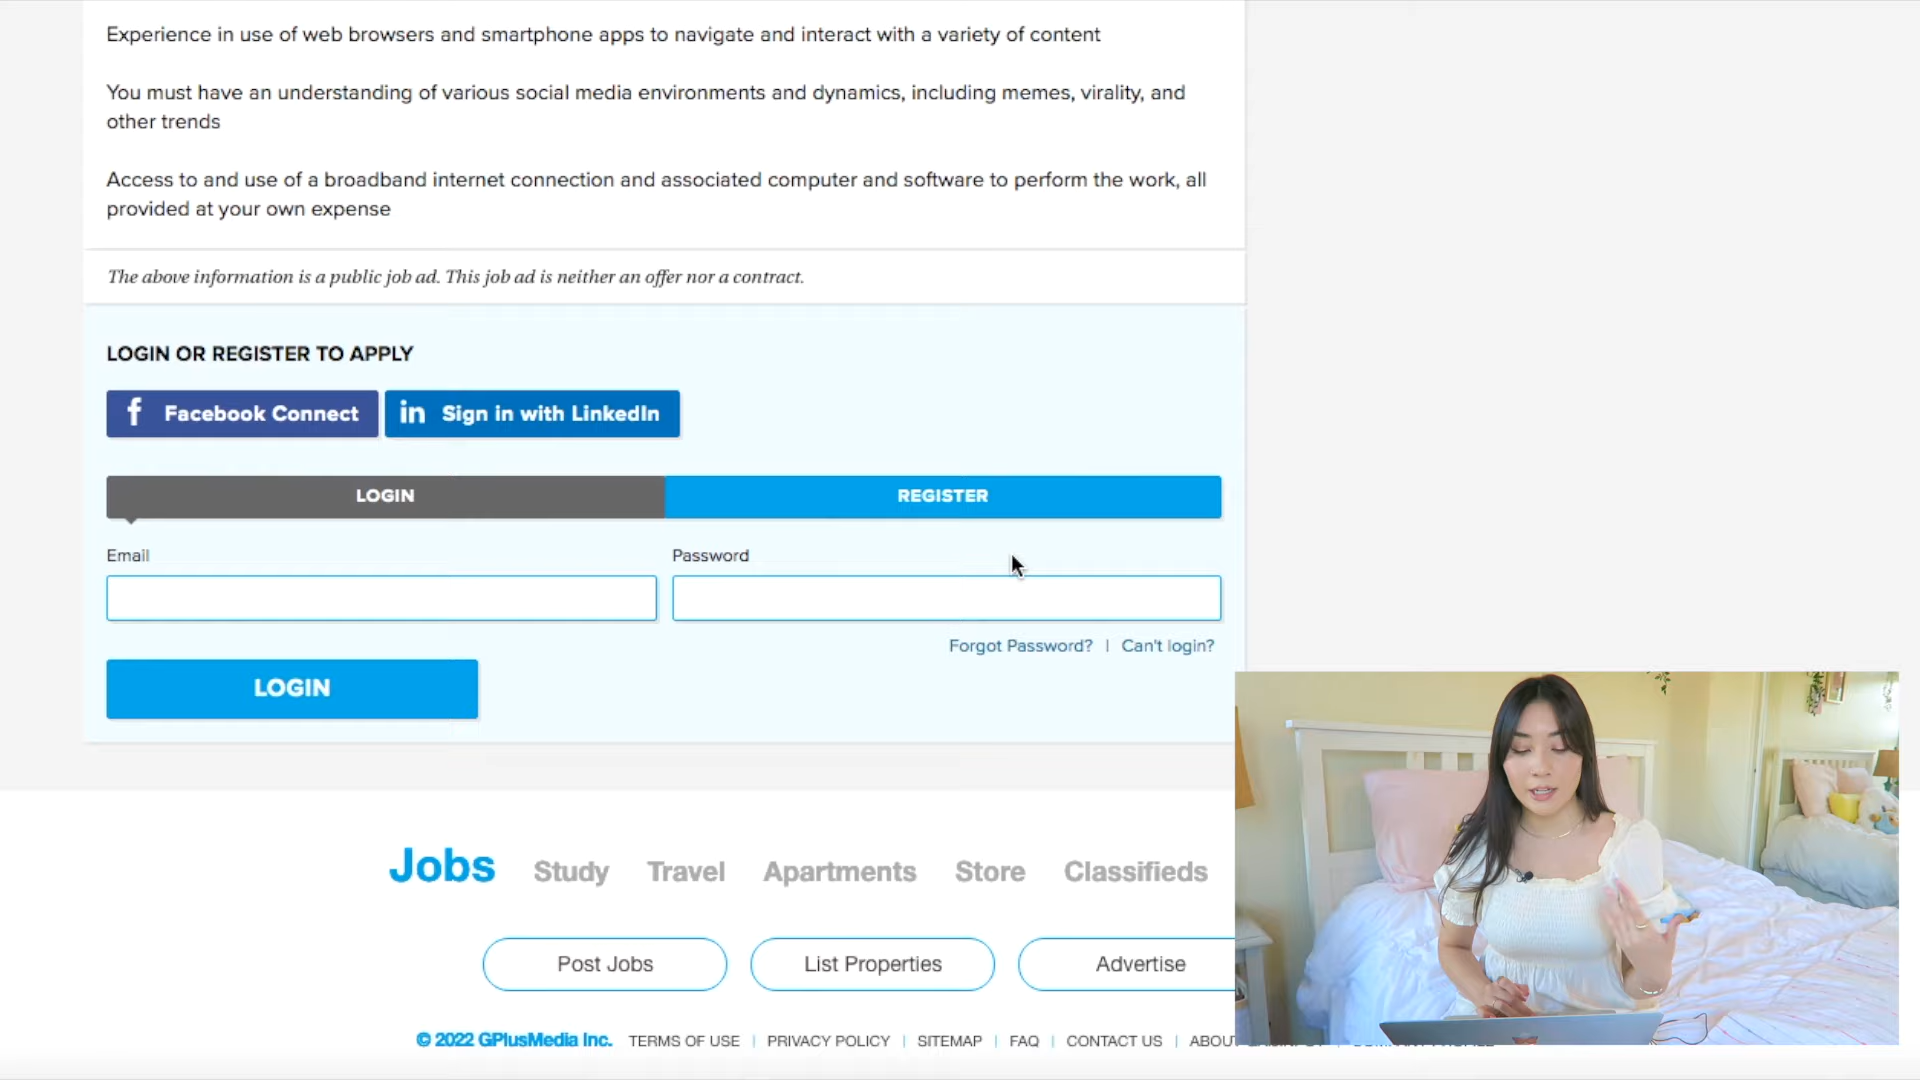 Experience in use of web browsers and smartphone apps to navigate and interact with a variety of content
You must have an understanding of various social media environments and dynamics, including memes, virality, and
other trends
Access to and use of a broadband internet connection and associated computer and software to perform the work, all
provided at your own expense
The above information is a public job ad. This job ad is neither an offer nor a contract.
LOGIN OR REGISTER TO APPLY
f Facebook Connect in Sign in with LinkedIn
LOGIN REGISTER
Email Password
Forgot Password? | Can't login?
LOGIN
Jobs Study Travel Apartments Store Classifieds
Post Jobs List Properties Advertise
© 2022 GPlusMedia Inc. TERMS OF USE | PRIVACY POLICY | SITEMAP | FAQ | CONTACT US | ABOU